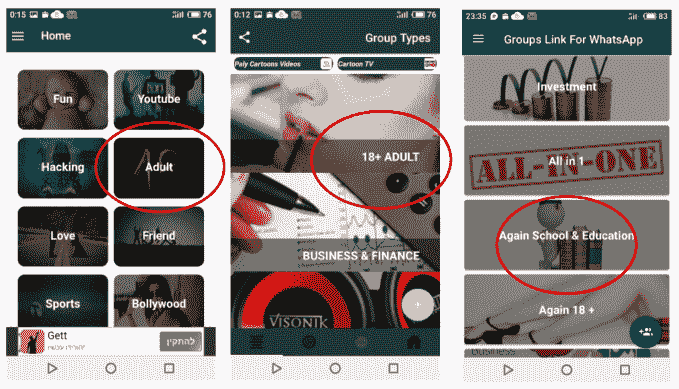 0:15 76
Home
Fun
Youtube
Hacking
Adult
Love
Friend
Sports
Bollywood
Gett
להתקין
0:12 76
Group Types
Paly Cartoons Videos
Cartoon TV
18+ ADULT
BUSINESS & FINANCE
VISONIK
+
23:35 83
Groups Link For WhatsApp
Investment
ALL-IN-ONE
All in 1
Again School & Education
Again 18 +
business